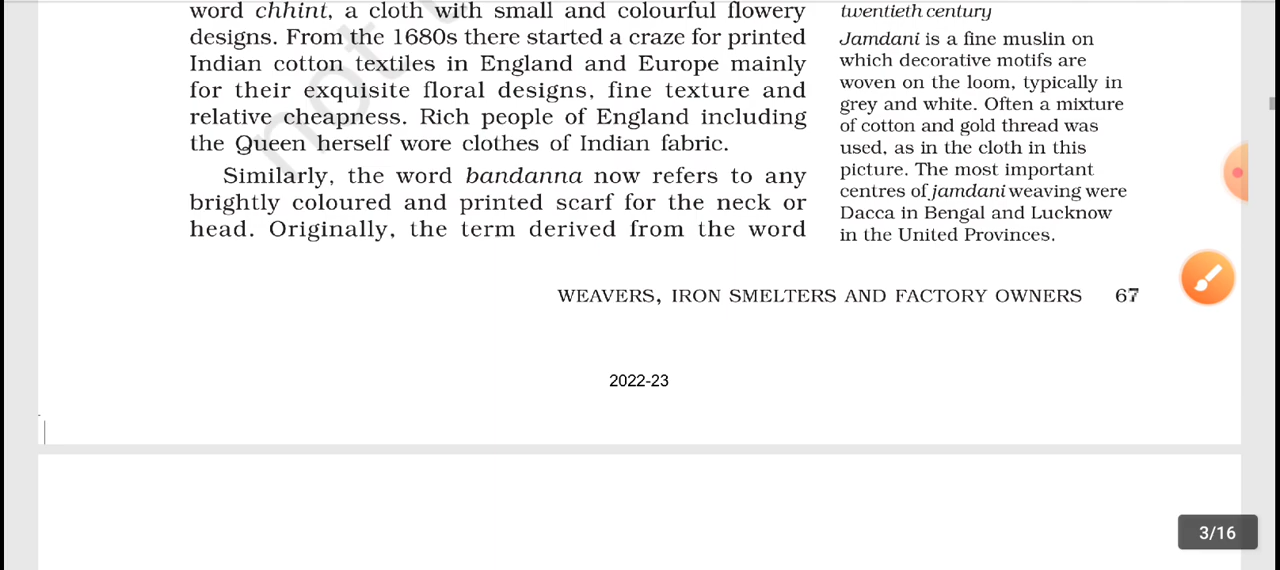 word chhint, a cloth with small and colourful flowery
designs. From the 1680s there started a craze for printed
Indian cotton textiles in England and Europe mainly
for their exquisite floral designs, fine texture and
relative cheapness. Rich people of England including
the Queen herself wore clothes of Indian fabric.
Similarly, the word bandanna now refers to any
brightly coloured and printed scarf for the neck or
head. Originally, the term derived from the word
twentieth century
Jamdani is a fine muslin on
which decorative motifs are
woven on the loom, typically in
grey and white. Often a mixture
of cotton and gold thread was
used, as in the cloth in this
picture. The most important
centres of jamdani weaving were
Dacca in Bengal and Lucknow
in the United Provinces.
not
WEAVERS, IRON SMELTERS AND FACTORY OWNERS 67
2022-23
3/16